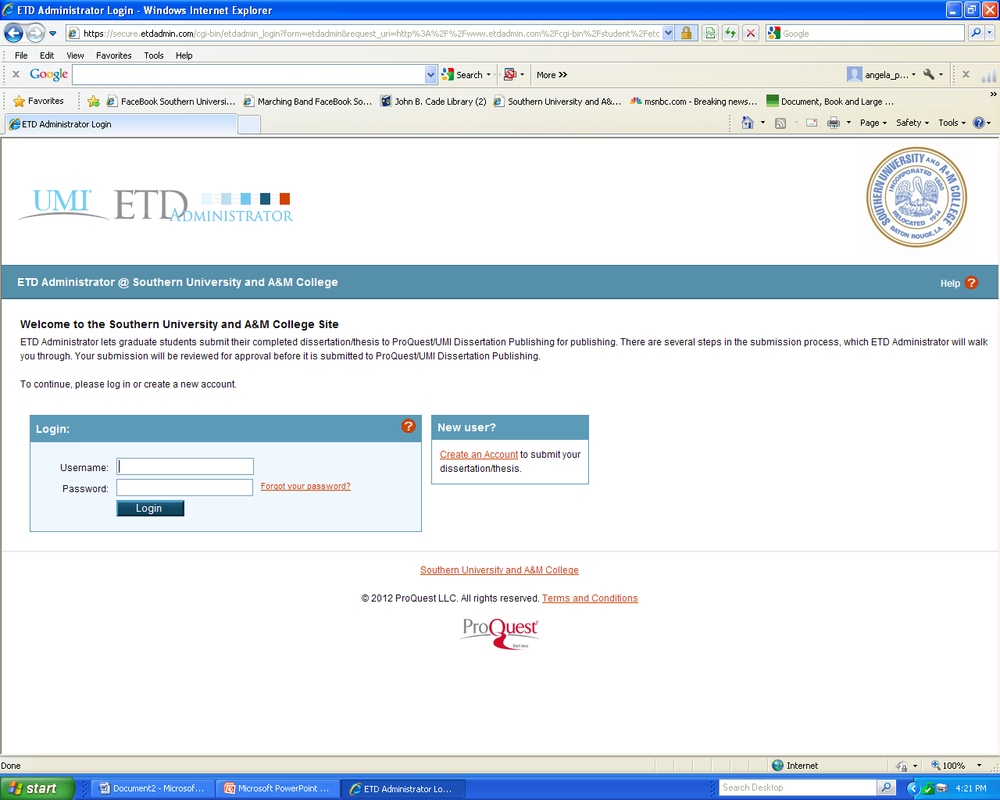 ETD Administrator Login - Windows Internet Explorer
https://secure.etdadmin.com/cgi-bin/etdadmin_login?form=etdadmin&request_uri=http%3A%2F%2Fwww.etdadmin.com%2Fcgi-bin%2Fstudent%2Fetc
Google
File Edit View Favorites Tools Help
Google Search More >> angela_p...
Favorites FaceBook Southern Universi... Marching Band FaceBook So... John B. Cade Library (2) Southern University and A&... msnbc.com - Breaking news... Document, Book and Large ...
ETD Administrator Login Page Safety Tools
UMI ETD ADMINISTRATOR
SOUTHERN UNIVERSITY AND A&M COLLEGE
INCORPORATED 1880
RELOCATED 1914
BATON ROUGE, LA.
ETD Administrator @ Southern University and A&M College Help ?
Welcome to the Southern University and A&M College Site
ETD Administrator lets graduate students submit their completed dissertation/thesis to ProQuest/UMI Dissertation Publishing for publishing. There are several steps in the submission process, which ETD Administrator will walk
you through. Your submission will be reviewed for approval before it is submitted to ProQuest/UMI Dissertation Publishing.
To continue, please log in or create a new account.
Login: ?
Username:
Password: Forgot your password?
Login
New user?
Create an Account to submit your
dissertation/thesis.
Southern University and A&M College
© 2012 ProQuest LLC. All rights reserved. Terms and Conditions
ProQuest
Start here.
Done Internet 100%
start Document2 - Microsof... Microsoft PowerPoint ... ETD Administrator Lo... Search Desktop 4:21 PM